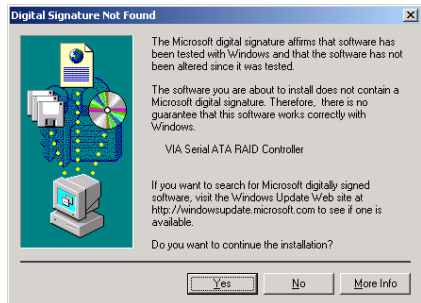 Digital Signature Not Found
The Microsoft digital signature affirms that software has
been tested with Windows and that the software has not
been altered since it was tested.
The software you are about to install does not contain a
Microsoft digital signature. Therefore, there is no
guarantee that this software works correctly with
Windows.
VIA Serial ATA RAID Controller
If you want to search for Microsoft digitally signed
software, visit the Windows Update Web site at
http://windowsupdate.microsoft.com to see if one is
available.
Do you want to continue the installation?
Yes No More Info